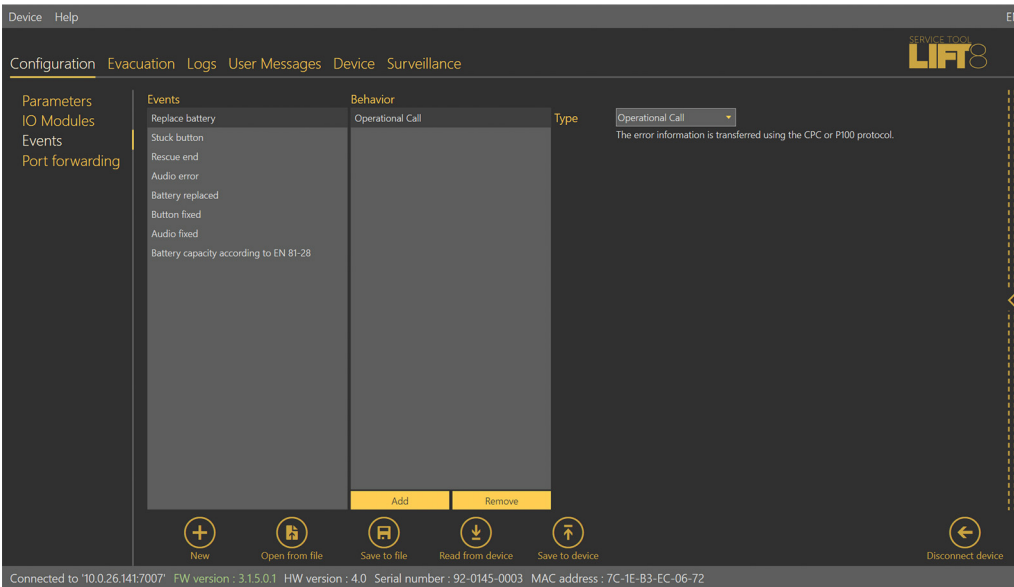 Device Help
SERVICE TOOL
LIFT8
Configuration Evacuation Logs User Messages Device Surveillance
Parameters
IO Modules
Events
Port forwarding
Events
Replace battery
Stuck button
Rescue end
Audio error
Battery replaced
Button fixed
Audio fixed
Battery capacity according to EN 81-28
Behavior
Operational Call
Add Remove
Type Operational Call
The error information is transferred using the CPC or P100 protocol.
New Open from file Save to file Read from device Save to device Disconnect device
Connected to '10.0.26.141:7007' FW version : 3.1.5.0.1 HW version : 4.0 Serial number : 92-0145-0003 MAC address : 7C-1E-B3-EC-06-72